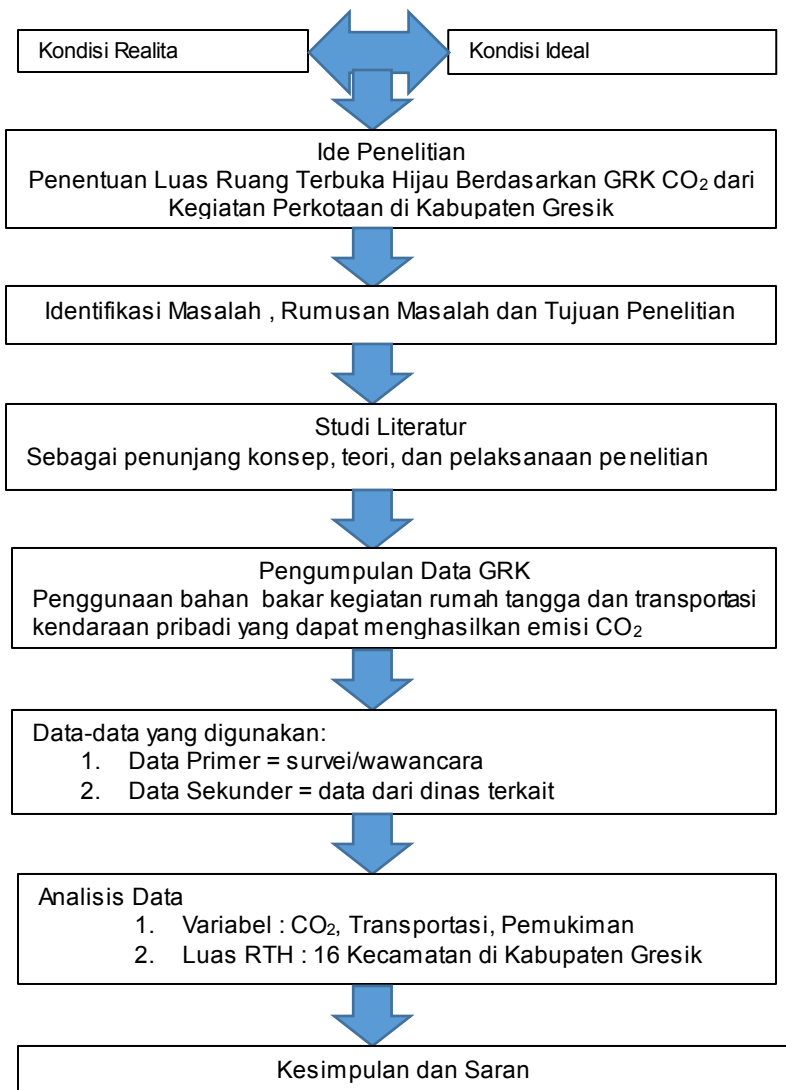 Kondisi Realita
Kondisi Ideal
Ide Penelitian
Penentuan Luas Ruang Terbuka Hijau Berdasarkan GRK CO₂ dari
Kegiatan Perkotaan di Kabupaten Gresik
Identifikasi Masalah , Rumusan Masalah dan Tujuan Penelitian
Studi Literatur
Sebagai penunjang konsep, teori, dan pelaksanaan penelitian
Pengumpulan Data GRK
Penggunaan bahan bakar kegiatan rumah tangga dan transportasi
kendaraan pribadi yang dapat menghasilkan emisi CO₂
Data-data yang digunakan:
1. Data Primer = survei/wawancara
2. Data Sekunder = data dari dinas terkait
Analisis Data
1. Variabel : CO₂, Transportasi, Pemukiman
2. Luas RTH : 16 Kecamatan di Kabupaten Gresik
Kesimpulan dan Saran